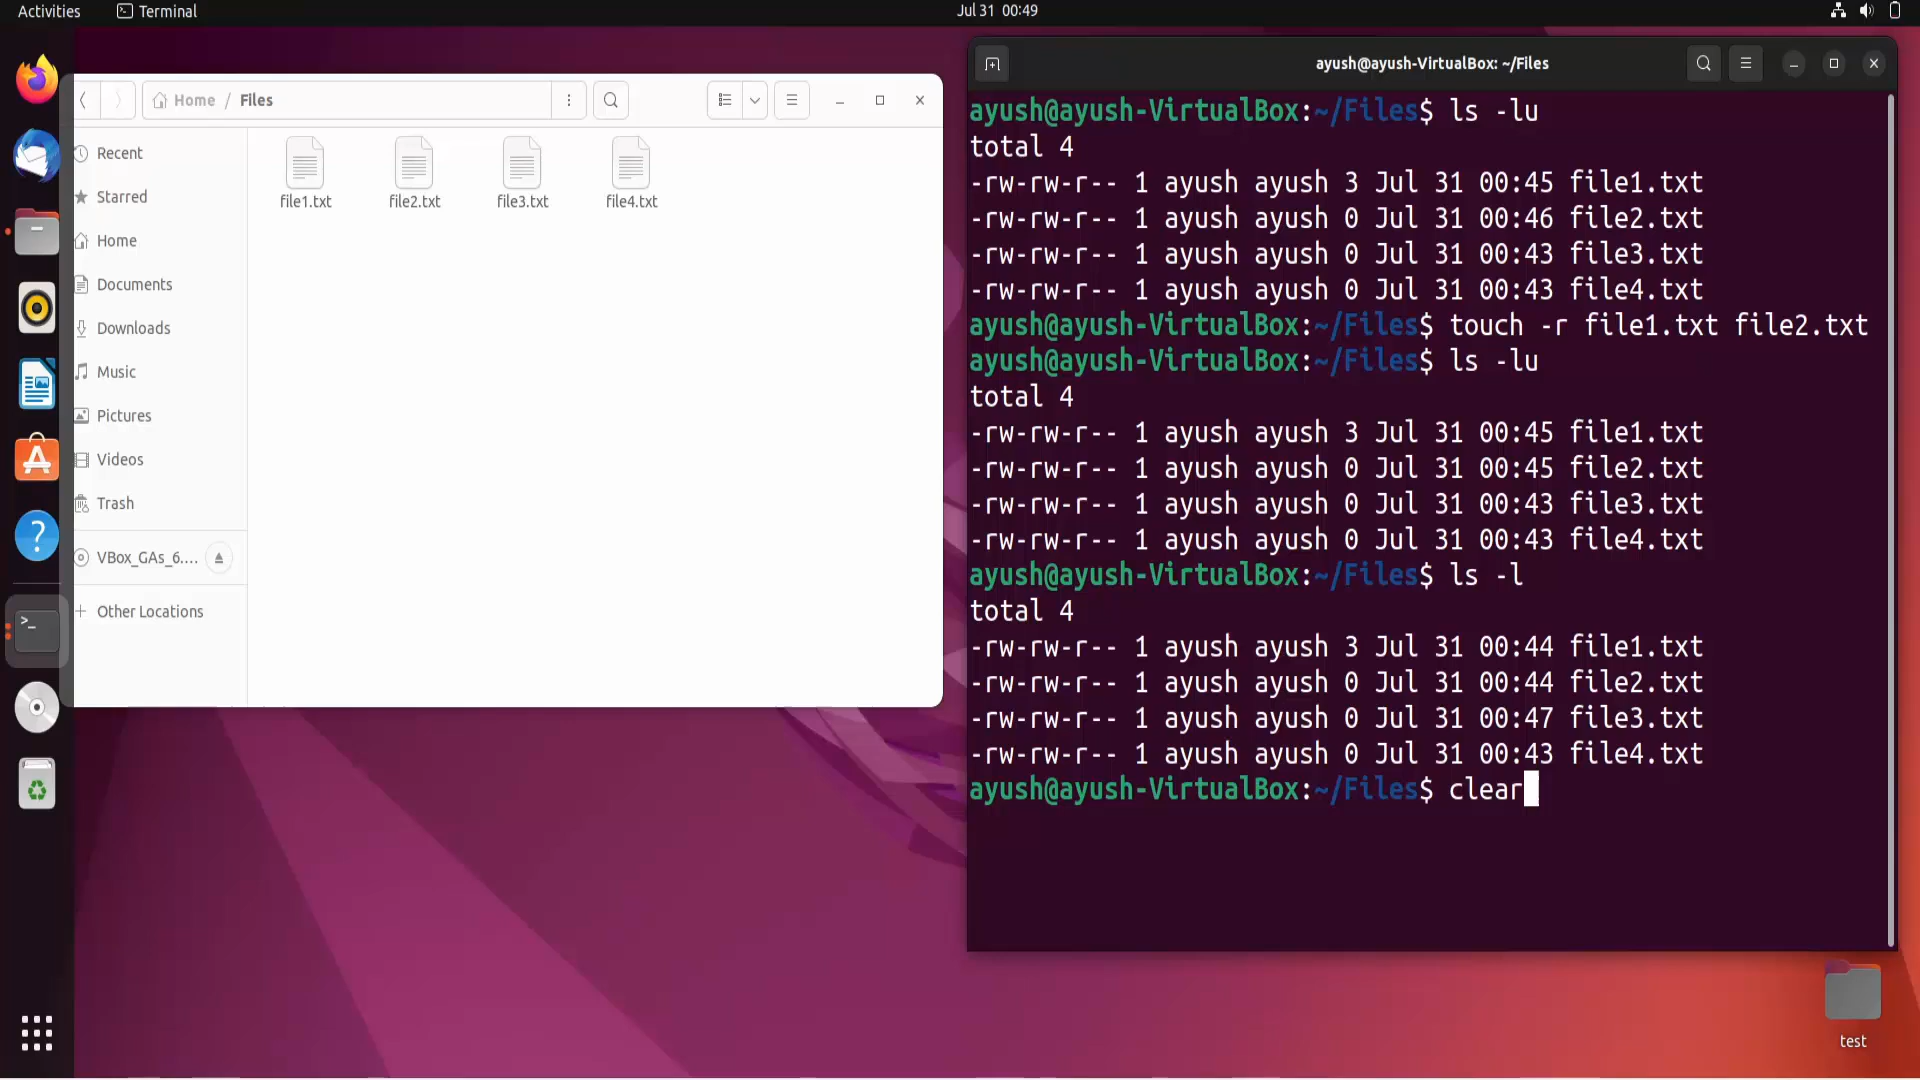 Activities
Terminal
Jul 31 00:49
Home / Files
Recent
Starred
Home
Documents
Downloads
Music
Pictures
Videos
Trash
VBox_GAs_6....
+ Other Locations
file1.txt
file2.txt
file3.txt
file4.txt
ayush@ayush-VirtualBox: ~/Files
ayush@ayush-VirtualBox:~/Files$ ls -lu
total 4
-rw-rw-r-- 1 ayush ayush 3 Jul 31 00:45 file1.txt
-rw-rw-r-- 1 ayush ayush 0 Jul 31 00:46 file2.txt
-rw-rw-r-- 1 ayush ayush 0 Jul 31 00:43 file3.txt
-rw-rw-r-- 1 ayush ayush 0 Jul 31 00:43 file4.txt
ayush@ayush-VirtualBox:~/Files$ touch -r file1.txt file2.txt
ayush@ayush-VirtualBox:~/Files$ ls -lu
total 4
-rw-rw-r-- 1 ayush ayush 3 Jul 31 00:45 file1.txt
-rw-rw-r-- 1 ayush ayush 0 Jul 31 00:45 file2.txt
-rw-rw-r-- 1 ayush ayush 0 Jul 31 00:43 file3.txt
-rw-rw-r-- 1 ayush ayush 0 Jul 31 00:43 file4.txt
ayush@ayush-VirtualBox:~/Files$ ls -l
total 4
-rw-rw-r-- 1 ayush ayush 3 Jul 31 00:44 file1.txt
-rw-rw-r-- 1 ayush ayush 0 Jul 31 00:44 file2.txt
-rw-rw-r-- 1 ayush ayush 0 Jul 31 00:47 file3.txt
-rw-rw-r-- 1 ayush ayush 0 Jul 31 00:43 file4.txt
ayush@ayush-VirtualBox:~/Files$ clear
test